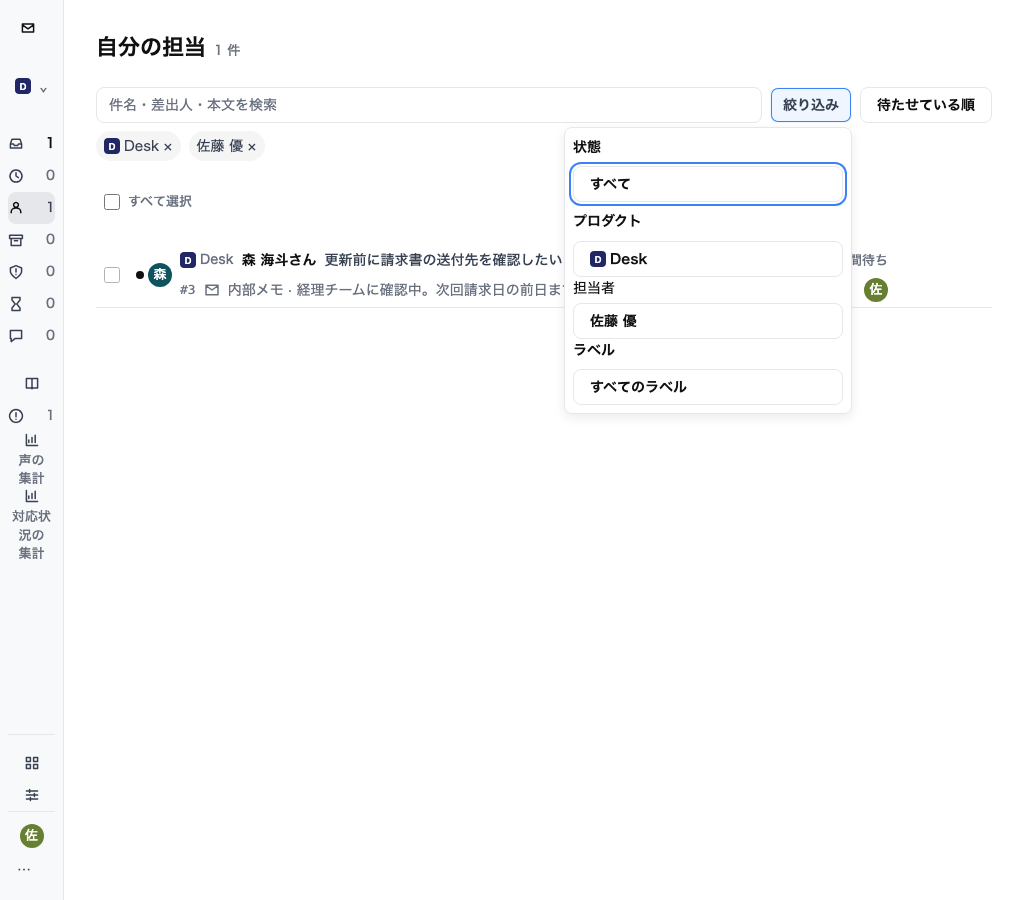 自分の担当 1 件
D
件名・差出人・本文を検索
絞り込み
待たせている順
D Desk ×
佐藤 優 ×
すべて選択
D Desk 森 海斗さん 更新前に請求書の送付先を確認したい
間待ち
森
#3 内部メモ · 経理チームに確認中。次回請求日の前日ま
佐
状態
すべて
プロダクト
D Desk
担当者
佐藤 優
ラベル
すべてのラベル
1
0
1
0
0
0
0
1
声の
集計
対応状
況の
集計
佐
…